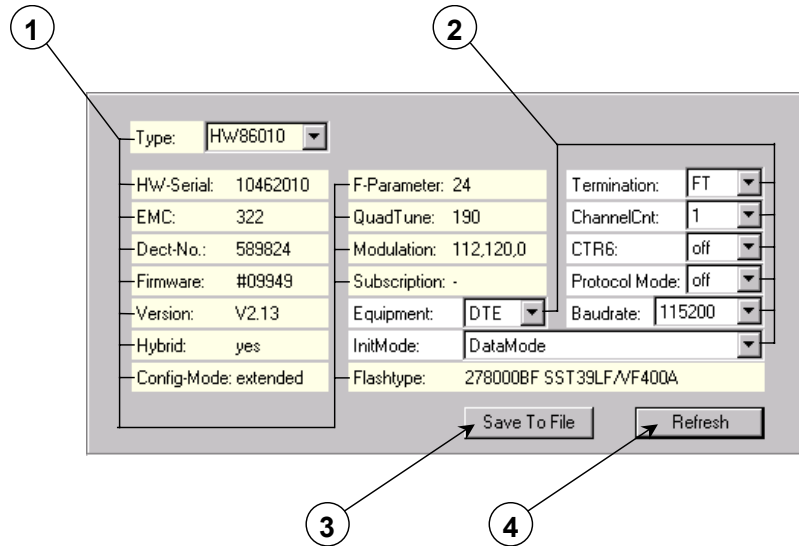 1
2
Type: HW86010
HW-Serial: 10462010 F-Parameter: 24 Termination: FT
EMC: 322 QuadTune: 190 ChannelCnt: 1
Dect-No.: 589824 Modulation: 112,120,0 CTR6: off
Firmware: #09949 Subscription: - Protocol Mode: off
Version: V2.13 Equipment: DTE Baudrate: 115200
Hybrid: yes InitMode: DataMode
Config-Mode: extended Flashtype: 278000BF SST39LF/VF400A
Save To File Refresh
3
4